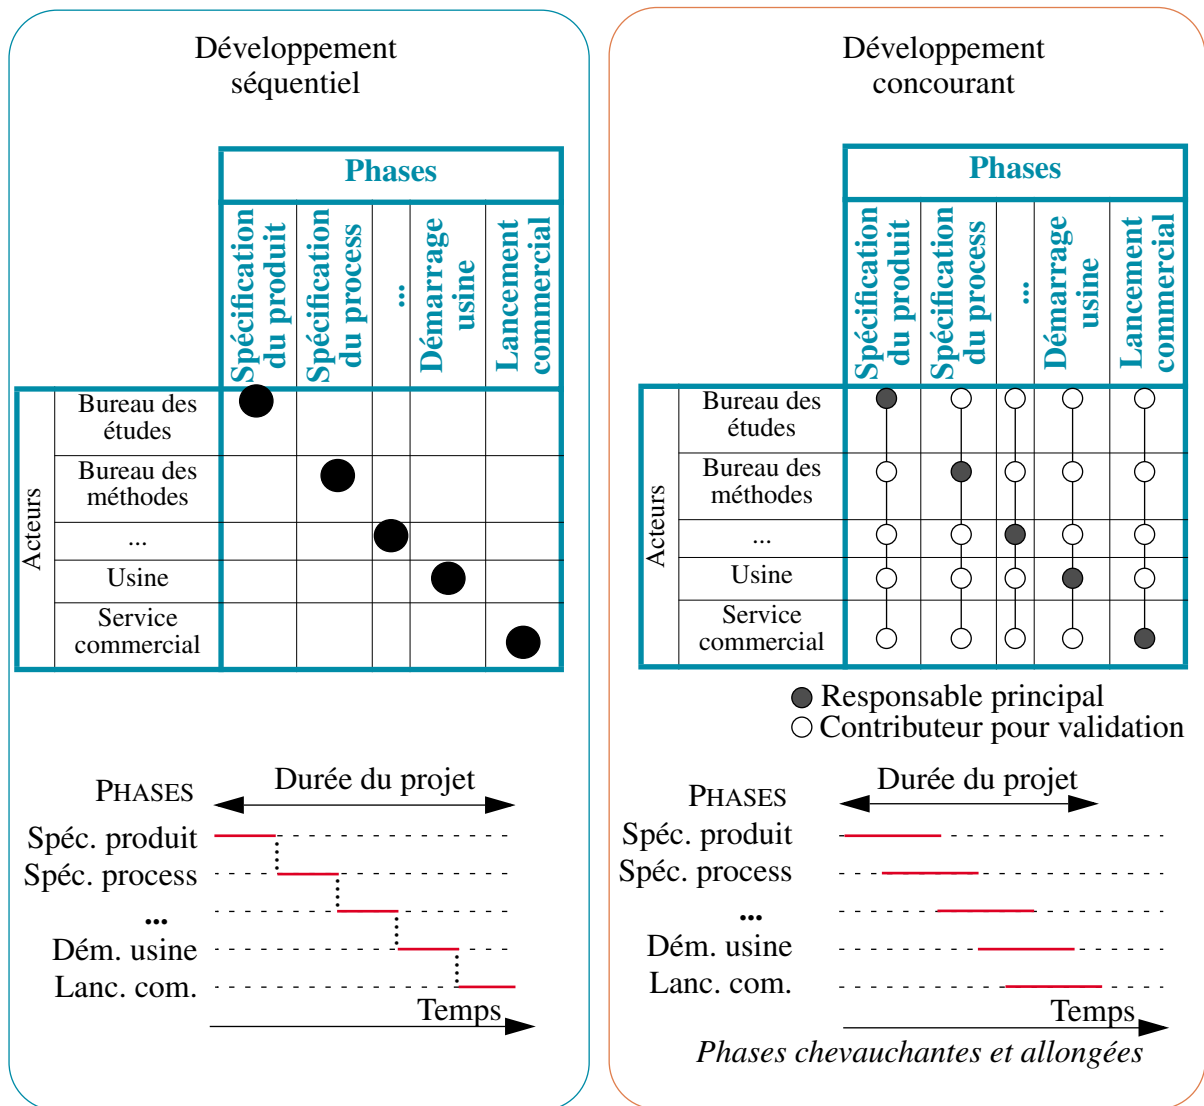 Développement
séquentiel
Phases
Spécification
du produit
Spécification
du process
...
Démarrage
usine
Lancement
commercial
Acteurs
Bureau des
études
Bureau des
méthodes
...
Usine
Service
commercial
PHASES
Durée du projet
Spéc. produit
Spéc. process
...
Dém. usine
Lanc. com.
Temps
Développement
concourant
Phases
Spécification
du produit
Spécification
du process
...
Démarrage
usine
Lancement
commercial
Acteurs
Bureau des
études
Bureau des
méthodes
...
Usine
Service
commercial
Responsable principal
Contributeur pour validation
PHASES
Durée du projet
Spéc. produit
Spéc. process
...
Dém. usine
Lanc. com.
Temps
Phases chevauchantes et allongées